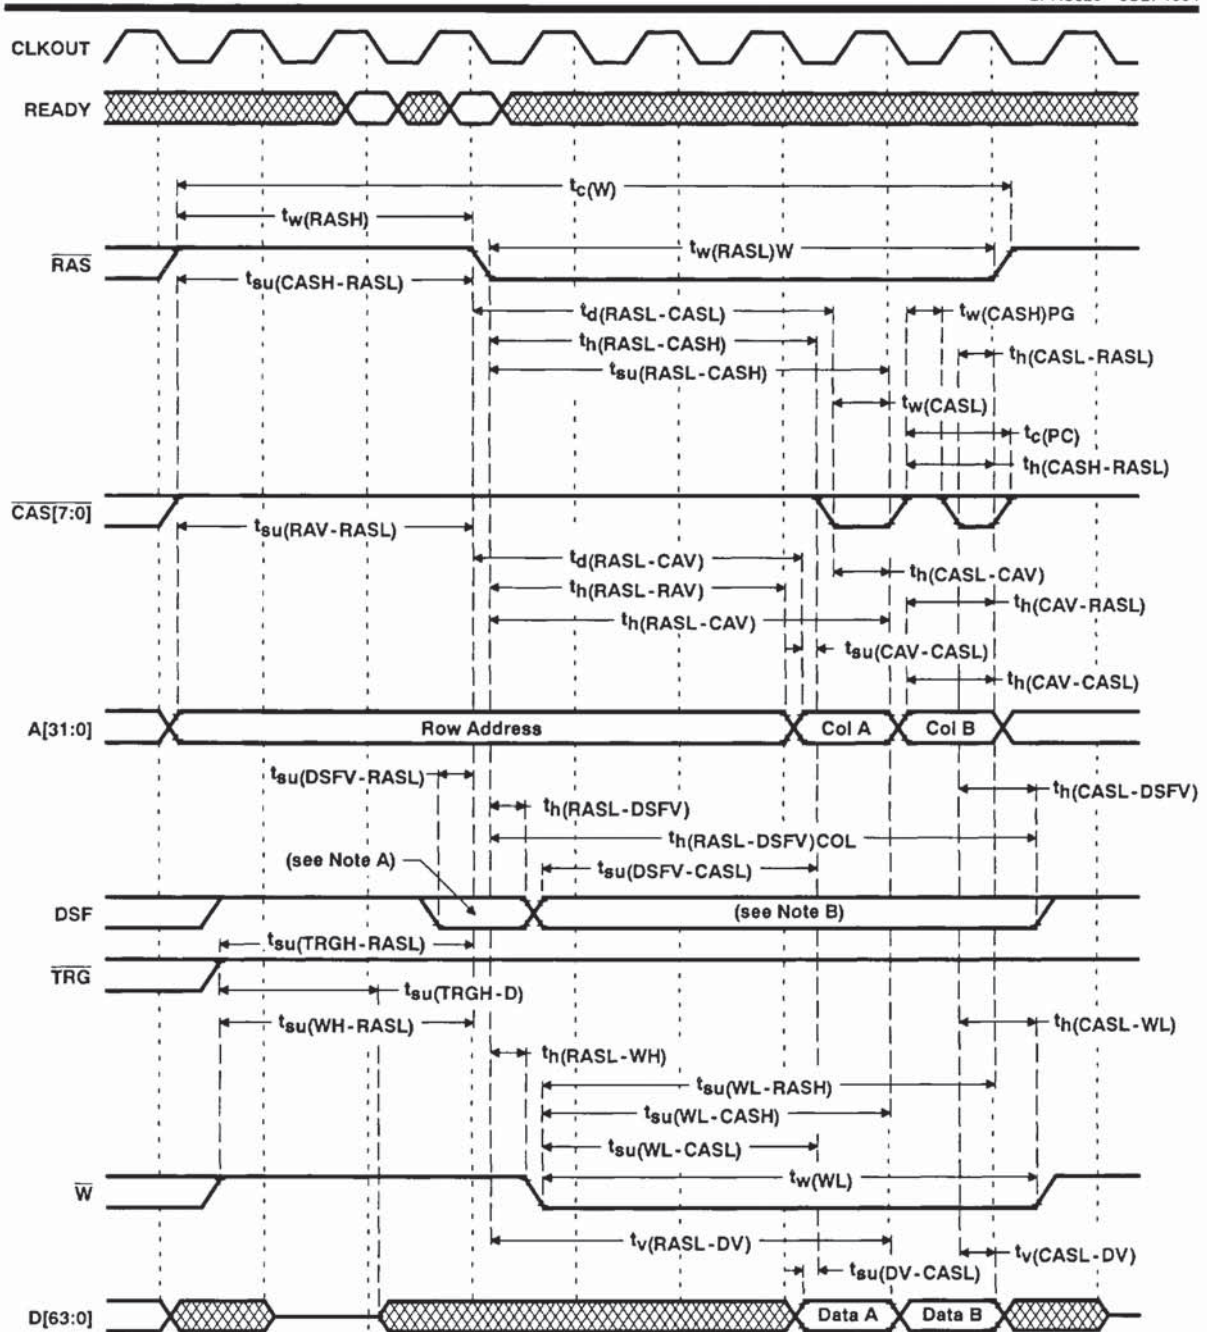 CLKOUT
READY
tc(W)
tw(RASH)
tw(RASL)W
RAS
tsu(CASH-RASL)
td(RASL-CASL)
tw(CASH)PG
th(RASL-CASH)
th(CASL-RASL)
tsu(RASL-CASH)
tw(CASL)
tc(PC)
th(CASH-RASL)
CAS[7:0]
tsu(RAV-RASL)
td(RASL-CAV)
th(CASL-CAV)
th(RASL-RAV)
th(CAV-RASL)
th(RASL-CAV)
tsu(CAV-CASL)
th(CAV-CASL)
A[31:0] Row Address Col A Col B
tsu(DSFV-RASL)
th(CASL-DSFV)
th(RASL-DSFV)
th(RASL-DSFV)COL
(see Note A)
tsu(DSFV-CASL)
DSF (see Note B)
tsu(TRGH-RASL)
TRG
tsu(TRGH-D)
tsu(WH-RASL)
th(CASL-WL)
th(RASL-WH)
tsu(WL-RASH)
tsu(WL-CASH)
tsu(WL-CASL)
tw(WL)
W
tv(RASL-DV)
tv(CASL-DV)
tsu(DV-CASL)
D[63:0] Data A Data B